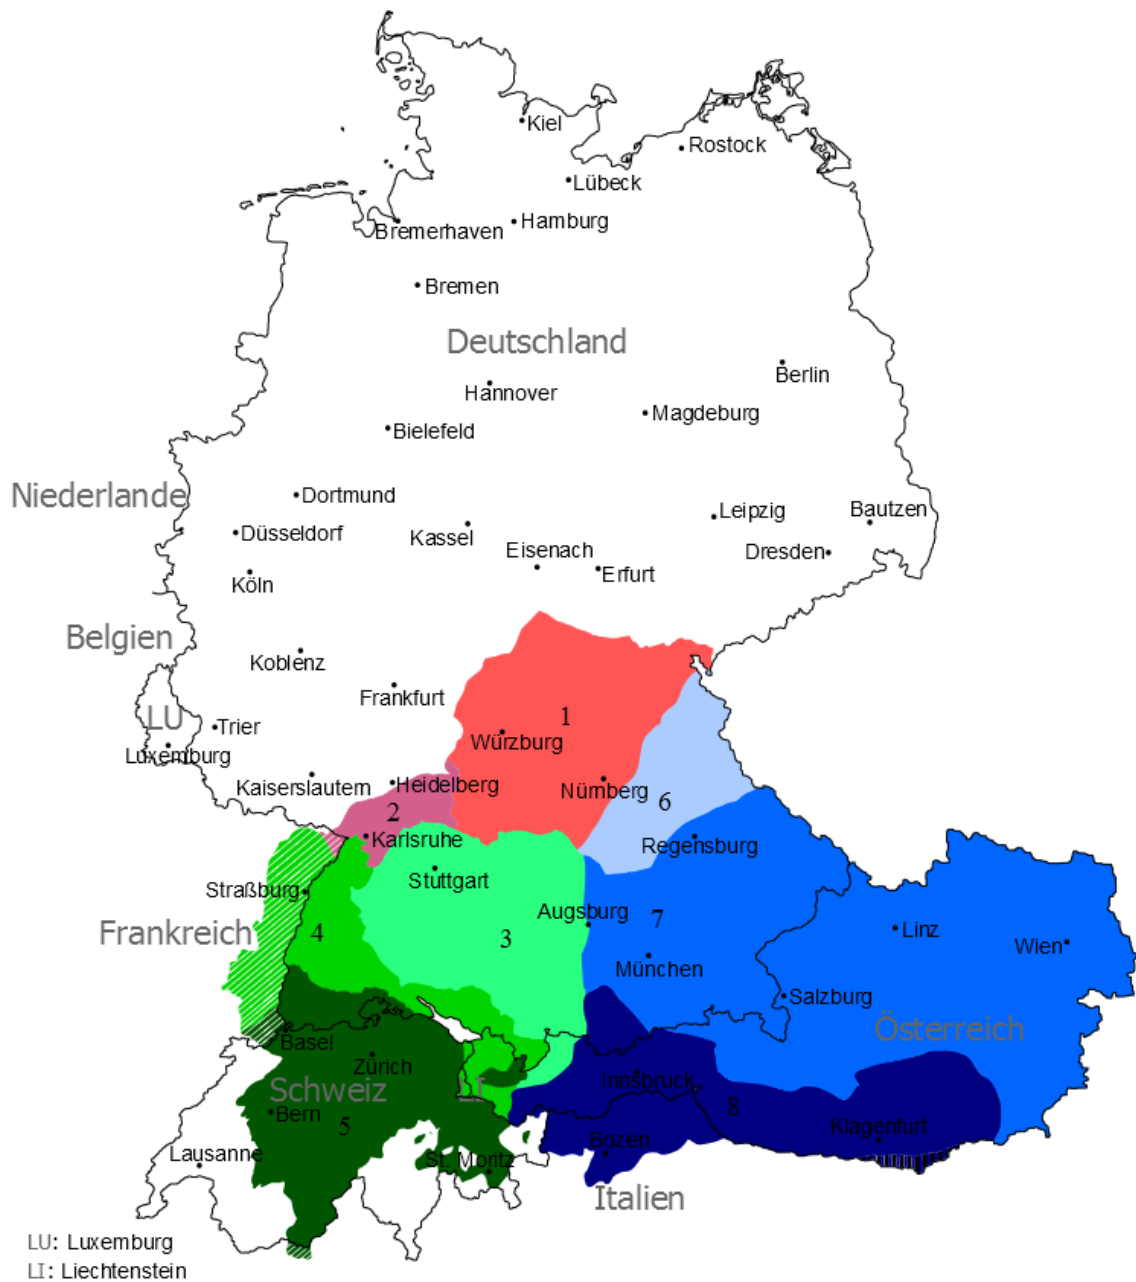 Kiel
Rostock
Lübeck
Hamburg
Bremerhaven
Bremen
Deutschland
Berlin
Hannover
Magdeburg
Bielefeld
Niederlande
Dortmund
Leipzig
Bautzen
Düsseldorf
Kassel
Eisenach
Dresden
Köln
Erfurt
Belgien
Koblenz
Frankfurt
LU
Trier
1
Würzburg
Luxemburg
Kaiserslautern
Heidelberg
Nürnberg
6
2
Karlsruhe
Regensburg
Stuttgart
Straßburg
Augsburg
7
Frankreich
4
3
Linz
Wien
München
Salzburg
Österreich
Basel
Zürich
Schweiz
LI
Innsbruck
Bern
5
8
Klagenfurt
Bozen
Lausanne
St. Moritz
Italien
LU: Luxemburg
LI: Liechtenstein